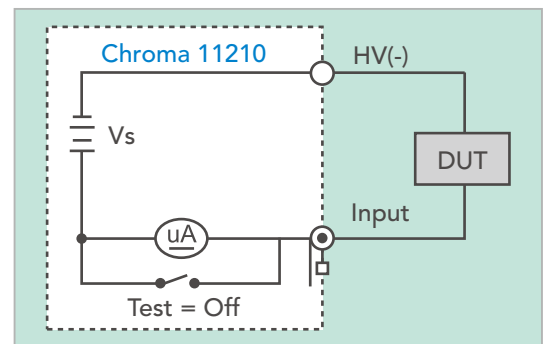 Chroma 11210
HV(-)
Vs
DUT
Input
uA
Test = Off